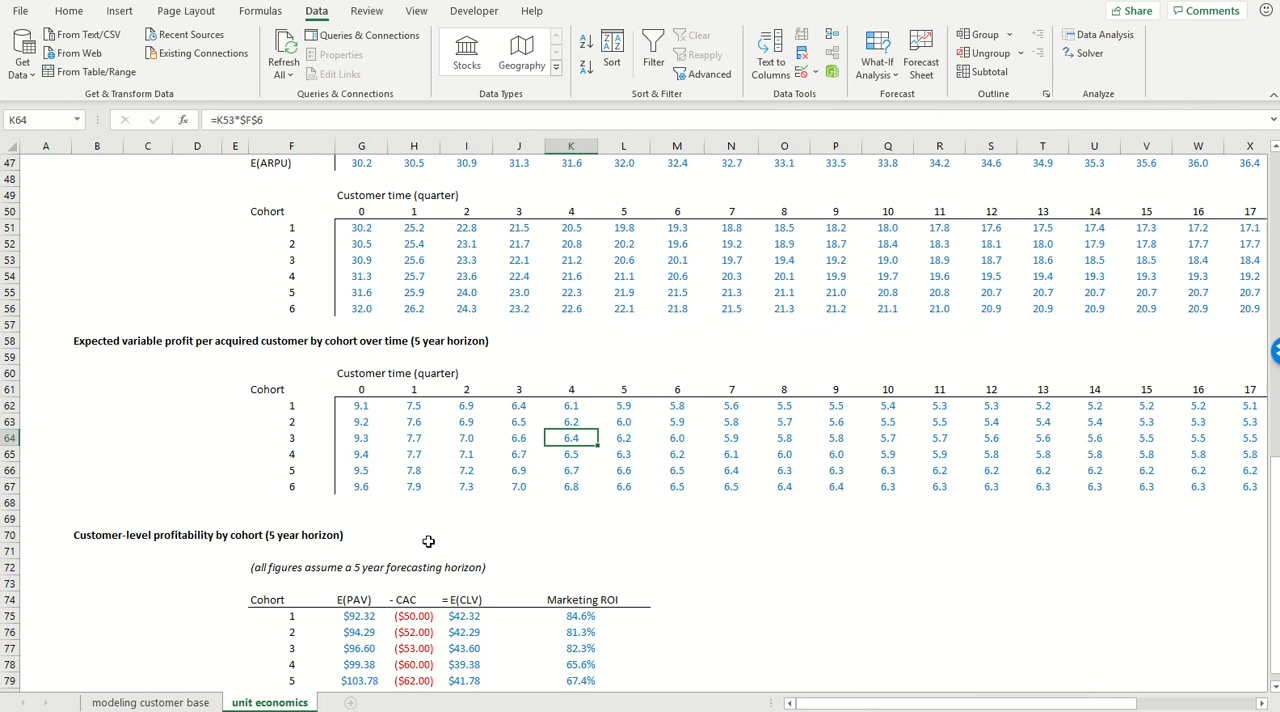 File Home Insert Page Layout Formulas Data Review View Developer Help Share Comments
Get Data From Text/CSV From Web From Table/Range Recent Sources Existing Connections
Get & Transform Data
Refresh All Queries & Connections Properties Edit Links
Queries & Connections
Stocks Geography
Data Types
Sort Filter Clear Reapply Advanced
Sort & Filter
Text to Columns
Data Tools
What-If Analysis Forecast Sheet
Forecast
Group Ungroup Subtotal
Outline
Data Analysis Solver
Analyze
K64 fx =K53*$F$6
A B C D E F G H I J K L M N O P Q R S T U V W X
47 E(ARPU) 30.2 30.5 30.9 31.3 31.6 32.0 32.4 32.7 33.1 33.5 33.8 34.2 34.6 34.9 35.3 35.6 36.0 36.4
48
49 Customer time (quarter)
50 Cohort 0 1 2 3 4 5 6 7 8 9 10 11 12 13 14 15 16 17
51 1 30.2 25.2 22.8 21.5 20.5 19.8 19.3 18.8 18.5 18.2 18.0 17.8 17.6 17.5 17.4 17.3 17.2 17.1
52 2 30.5 25.4 23.1 21.7 20.8 20.2 19.6 19.2 18.9 18.7 18.4 18.3 18.1 18.0 17.9 17.8 17.7 17.7
53 3 30.9 25.6 23.3 22.1 21.2 20.6 20.1 19.7 19.4 19.2 19.0 18.9 18.7 18.6 18.5 18.5 18.4 18.4
54 4 31.3 25.7 23.6 22.4 21.6 21.1 20.6 20.3 20.1 19.9 19.7 19.6 19.5 19.4 19.3 19.3 19.3 19.2
55 5 31.6 25.9 24.0 23.0 22.3 21.9 21.5 21.3 21.1 21.0 20.8 20.8 20.7 20.7 20.7 20.7 20.7 20.7
56 6 32.0 26.2 24.3 23.2 22.6 22.1 21.8 21.5 21.3 21.2 21.1 21.0 20.9 20.9 20.9 20.9 20.9 20.9
57
58 Expected variable profit per acquired customer by cohort over time (5 year horizon)
59
60 Customer time (quarter)
61 Cohort 0 1 2 3 4 5 6 7 8 9 10 11 12 13 14 15 16 17
62 1 9.1 7.5 6.9 6.4 6.1 5.9 5.8 5.6 5.5 5.5 5.4 5.3 5.3 5.2 5.2 5.2 5.2 5.1
63 2 9.2 7.6 6.9 6.5 6.2 6.0 5.9 5.8 5.7 5.6 5.5 5.5 5.4 5.4 5.4 5.3 5.3 5.3
64 3 9.3 7.7 7.0 6.6 6.4 6.2 6.0 5.9 5.8 5.8 5.7 5.7 5.6 5.6 5.6 5.5 5.5 5.5
65 4 9.4 7.7 7.1 6.7 6.5 6.3 6.2 6.1 6.0 6.0 5.9 5.9 5.8 5.8 5.8 5.8 5.8 5.8
66 5 9.5 7.8 7.2 6.9 6.7 6.6 6.5 6.4 6.3 6.3 6.3 6.2 6.2 6.2 6.2 6.2 6.2 6.2
67 6 9.6 7.9 7.3 7.0 6.8 6.6 6.5 6.5 6.4 6.4 6.3 6.3 6.3 6.3 6.3 6.3 6.3 6.3
68
69
70 Customer-level profitability by cohort (5 year horizon)
71
72 (all figures assume a 5 year forecasting horizon)
73
74 Cohort E(PAV) - CAC = E(CLV) Marketing ROI
75 1 $92.32 ($50.00) $42.32 84.6%
76 2 $94.29 ($52.00) $42.29 81.3%
77 3 $96.60 ($53.00) $43.60 82.3%
78 4 $99.38 ($60.00) $39.38 65.6%
79 5 $103.78 ($62.00) $41.78 67.4%
modeling customer base unit economics